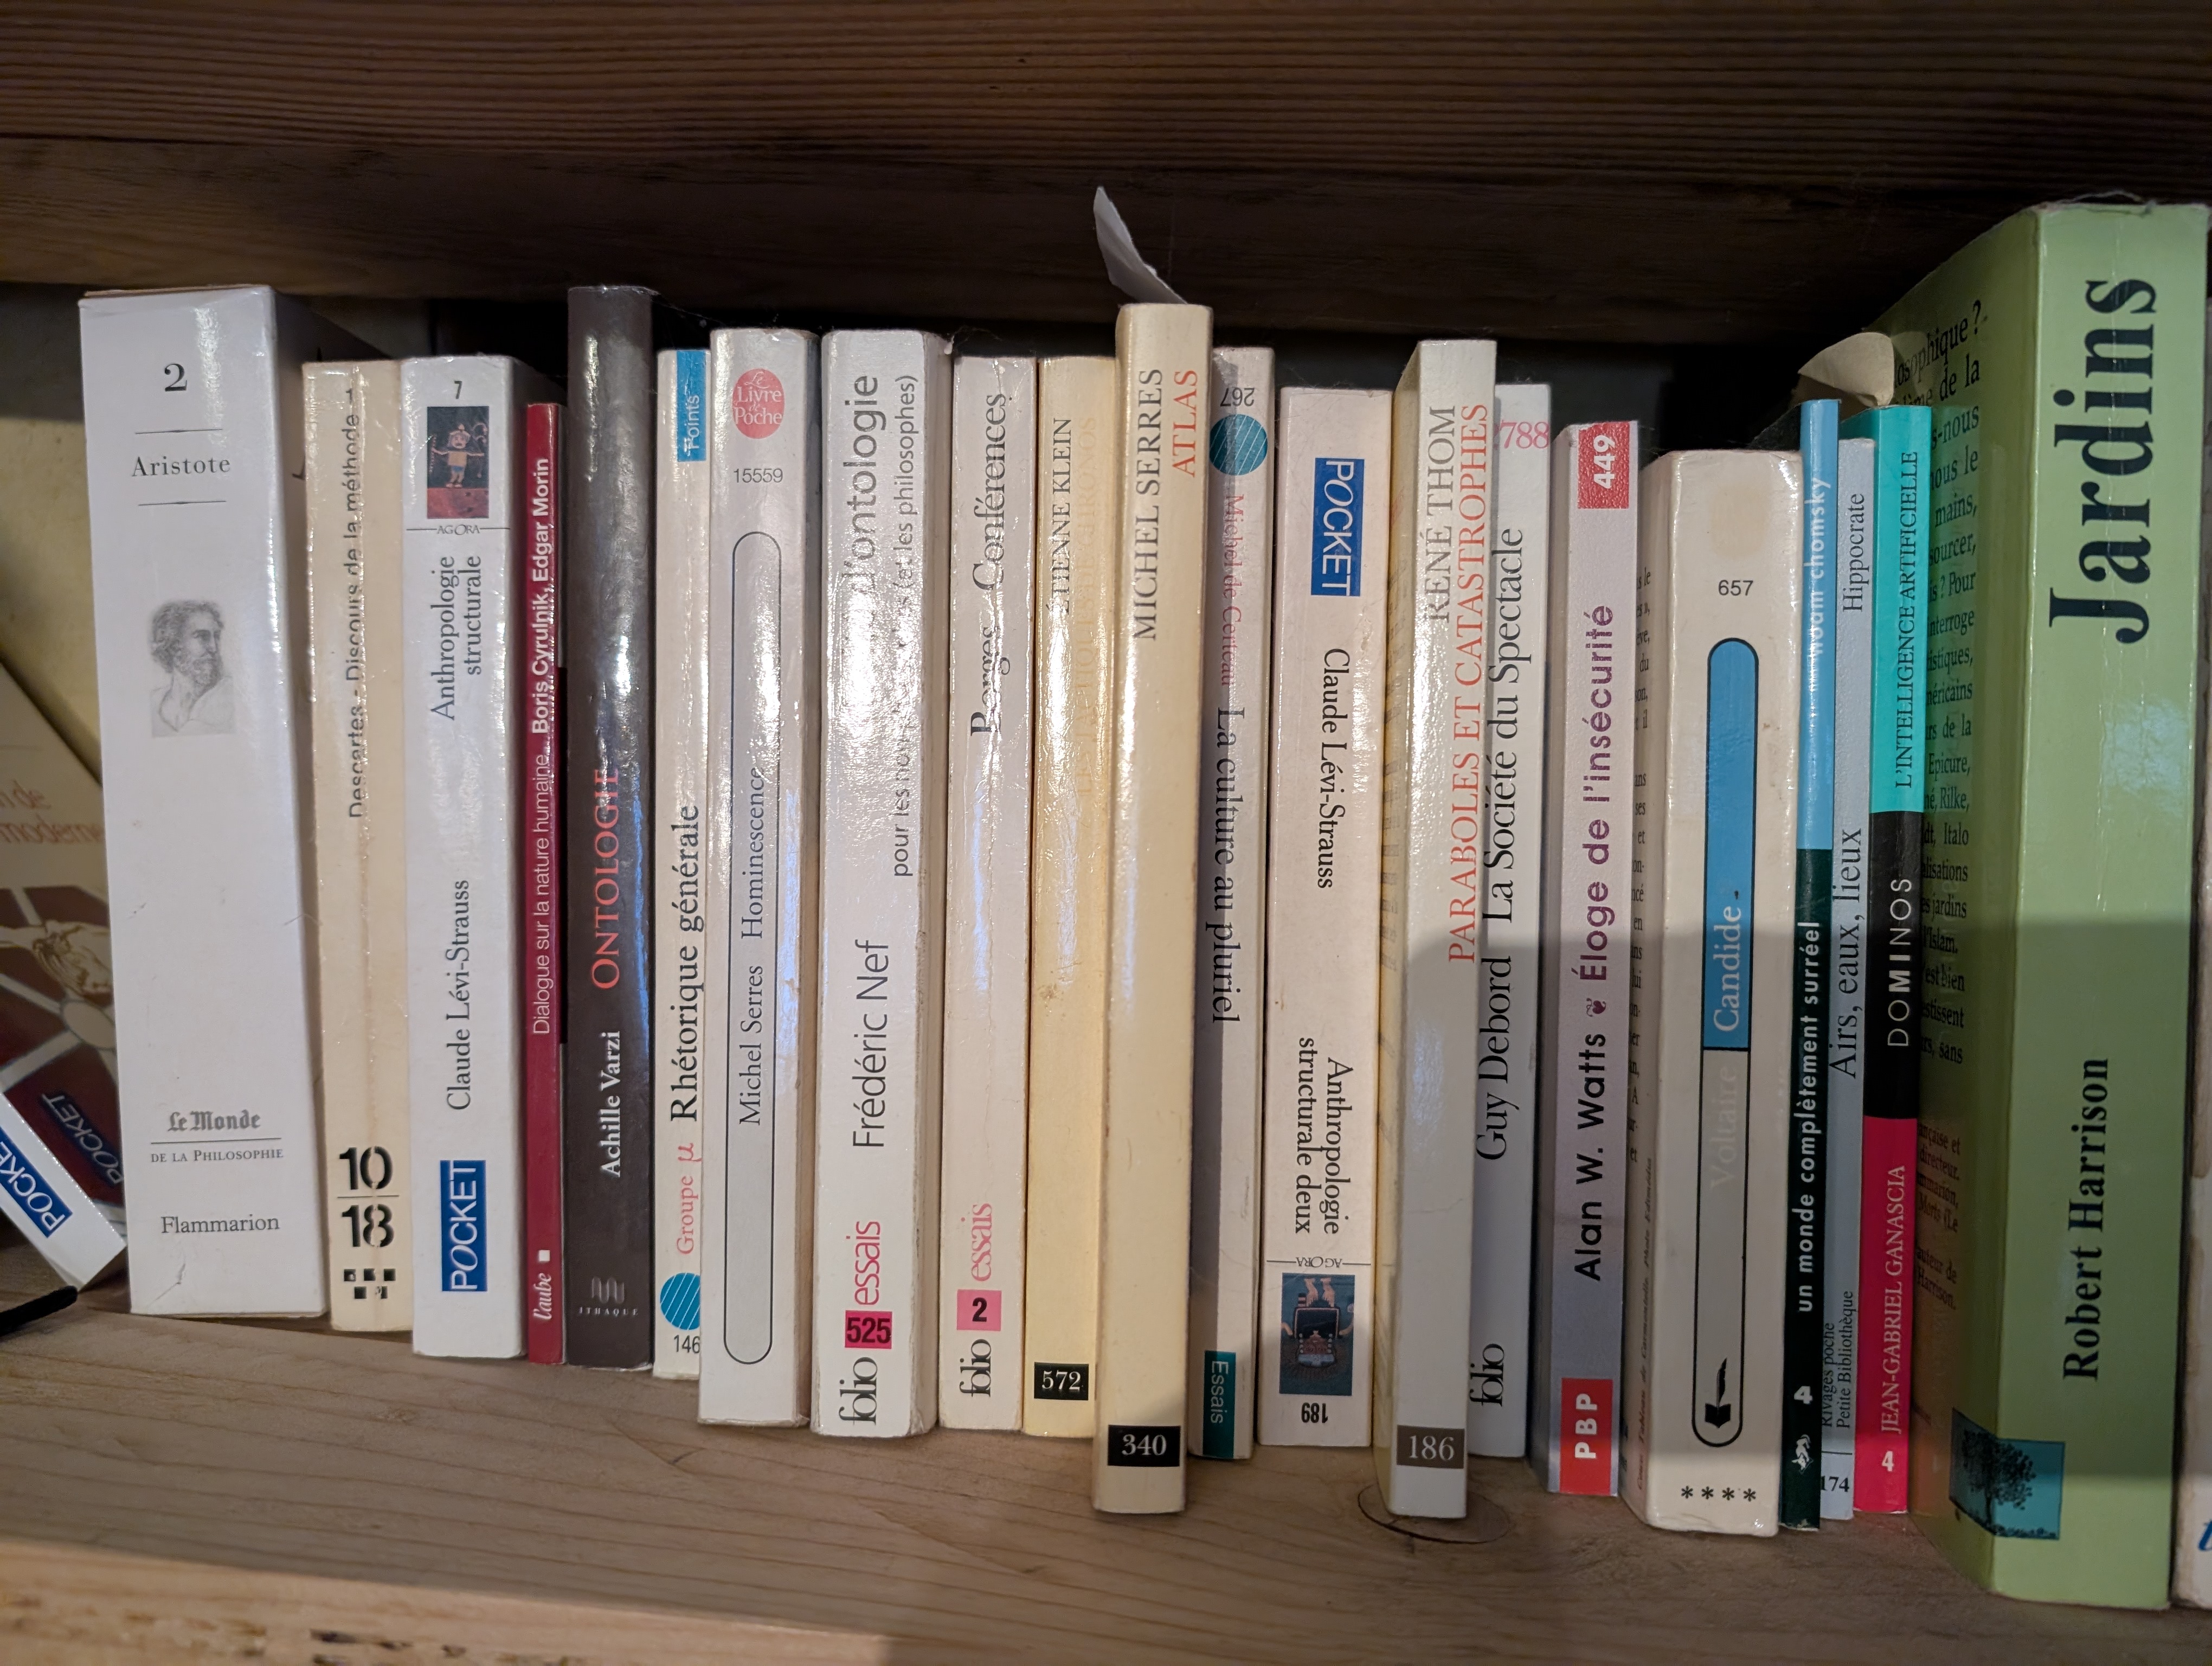 POCKET
POCKET
2
Aristote
Le Monde
DE LA PHILOSOPHIE
Flammarion
Descartes - Discours de la méthode
10
18
7
AGORA
Anthropologie
structurale
Claude Lévi-Strauss
POCKET
Dialogue sur la nature humaine Boris Cyrulnik, Edgar Morin
l'aube
Achille Varzi ONTOLOGIE
ITHAQUE
Points
Groupe μ Rhétorique générale
146
Le
Livre
de
Poche
15559
Michel Serres Hominescence
d'ontologie
pour les
les philosophes)
Frédéric Nef
folio
525
essais
Borges Conférences
folio
2
essais
ÉTIENNE KLEIN
572
MICHEL SERRES
ATLAS
340
267
Michel de Certeau La culture au pluriel
Essais
POCKET
Claude Lévi-Strauss
Anthropologie
structurale deux
AGORA
189
RENÉ THOM
PARABOLES ET CATASTROPHES
186
788
Guy Debord La Société du Spectacle
folio
449
Alan W. Watts Éloge de l'insécurité
PBP
657
Voltaire Candide
****
noam chomsky
un monde complètement surréel
4
Hippocrate
Airs, eaux, lieux
Rivages poche
Petite Bibliothèque
174
L'INTELLIGENCE ARTIFICIELLE
DOMINOS
JEAN-GABRIEL GANASCIA
4
Jardins
Robert Harrison